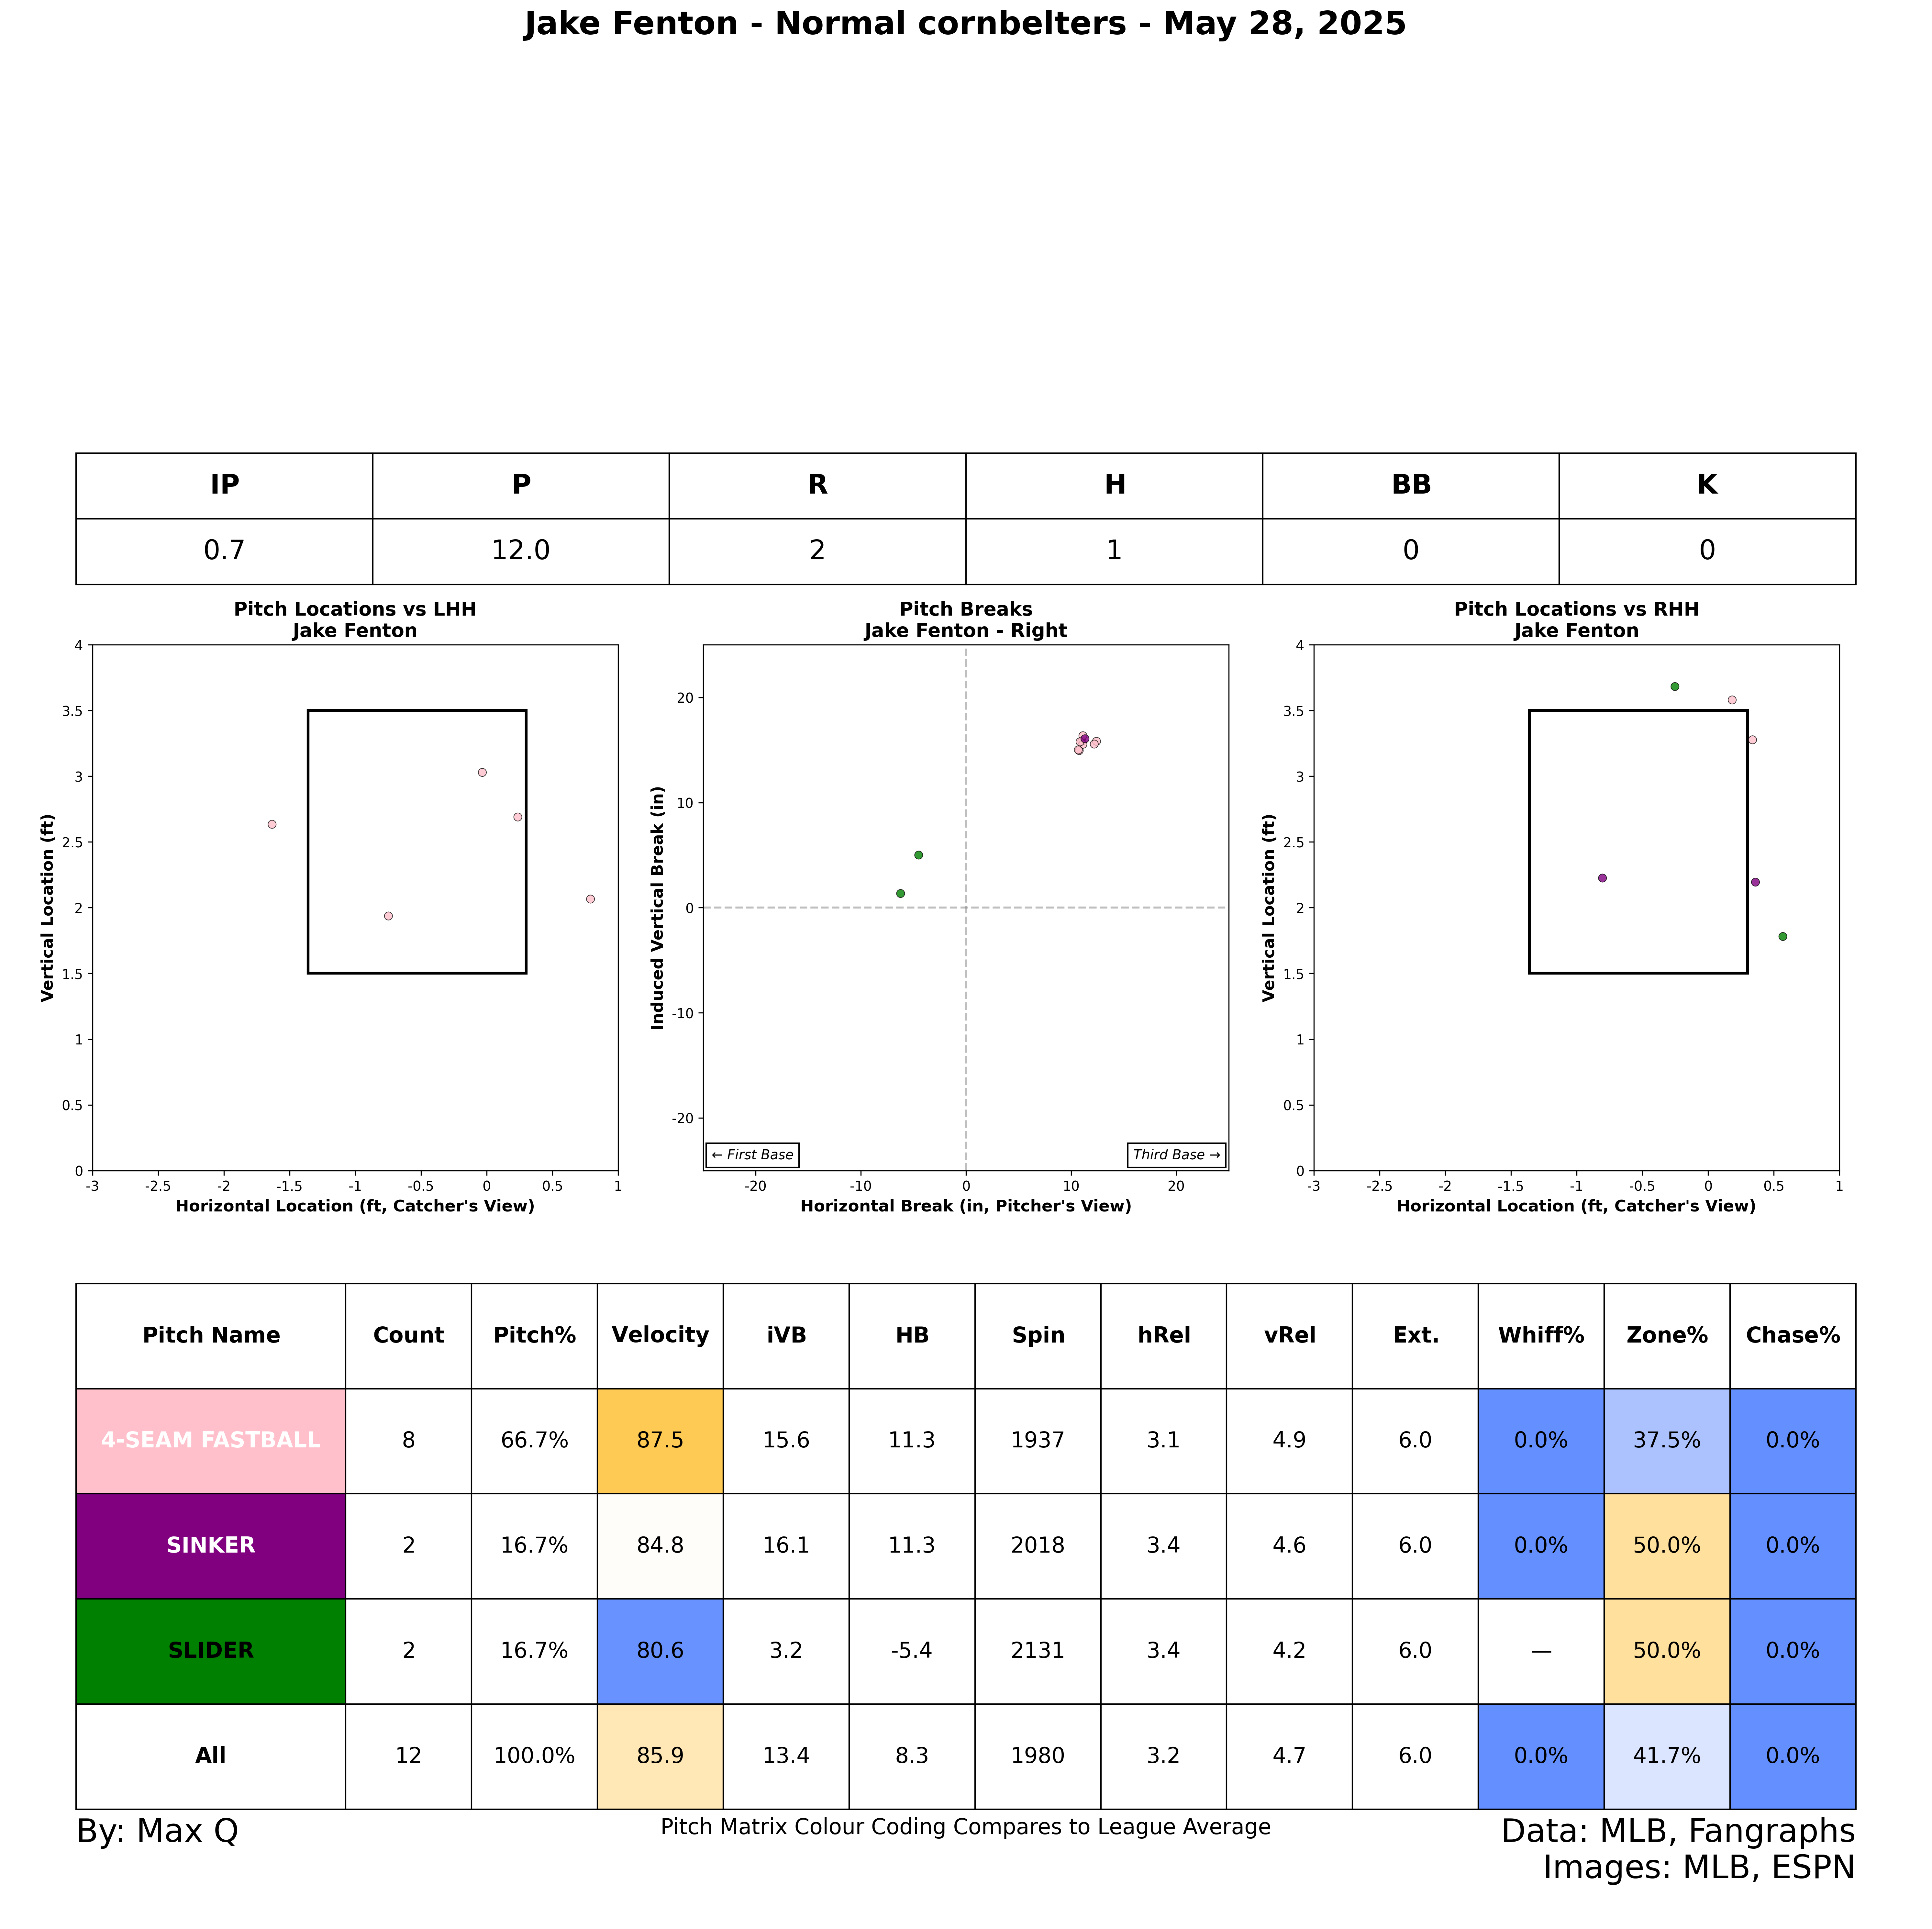 Jake Fenton - Normal cornbelters - May 28, 2025
IP P R H BB K
0.7 12.0 2 1 0 0
Pitch Locations vs LHH
Jake Fenton
4
3.5
3
2.5
2
1.5
1
0.5
0
-3 -2.5 -2 -1.5 -1 -0.5 0 0.5 1
Vertical Location (ft)
Horizontal Location (ft, Catcher's View)
Pitch Breaks
Jake Fenton - Right
20
10
0
-10
-20
← First Base Third Base →
-20 -10 0 10 20
Induced Vertical Break (in)
Horizontal Break (in, Pitcher's View)
Pitch Locations vs RHH
Jake Fenton
4
3.5
3
2.5
2
1.5
1
0.5
0
-3 -2.5 -2 -1.5 -1 -0.5 0 0.5 1
Vertical Location (ft)
Horizontal Location (ft, Catcher's View)
Pitch Name Count Pitch% Velocity iVB HB Spin hRel vRel Ext. Whiff% Zone% Chase%
4-SEAM FASTBALL 8 66.7% 87.5 15.6 11.3 1937 3.1 4.9 6.0 0.0% 37.5% 0.0%
SINKER 2 16.7% 84.8 16.1 11.3 2018 3.4 4.6 6.0 0.0% 50.0% 0.0%
SLIDER 2 16.7% 80.6 3.2 -5.4 2131 3.4 4.2 6.0 — 50.0% 0.0%
All 12 100.0% 85.9 13.4 8.3 1980 3.2 4.7 6.0 0.0% 41.7% 0.0%
By: Max Q
Pitch Matrix Colour Coding Compares to League Average
Data: MLB, Fangraphs
Images: MLB, ESPN